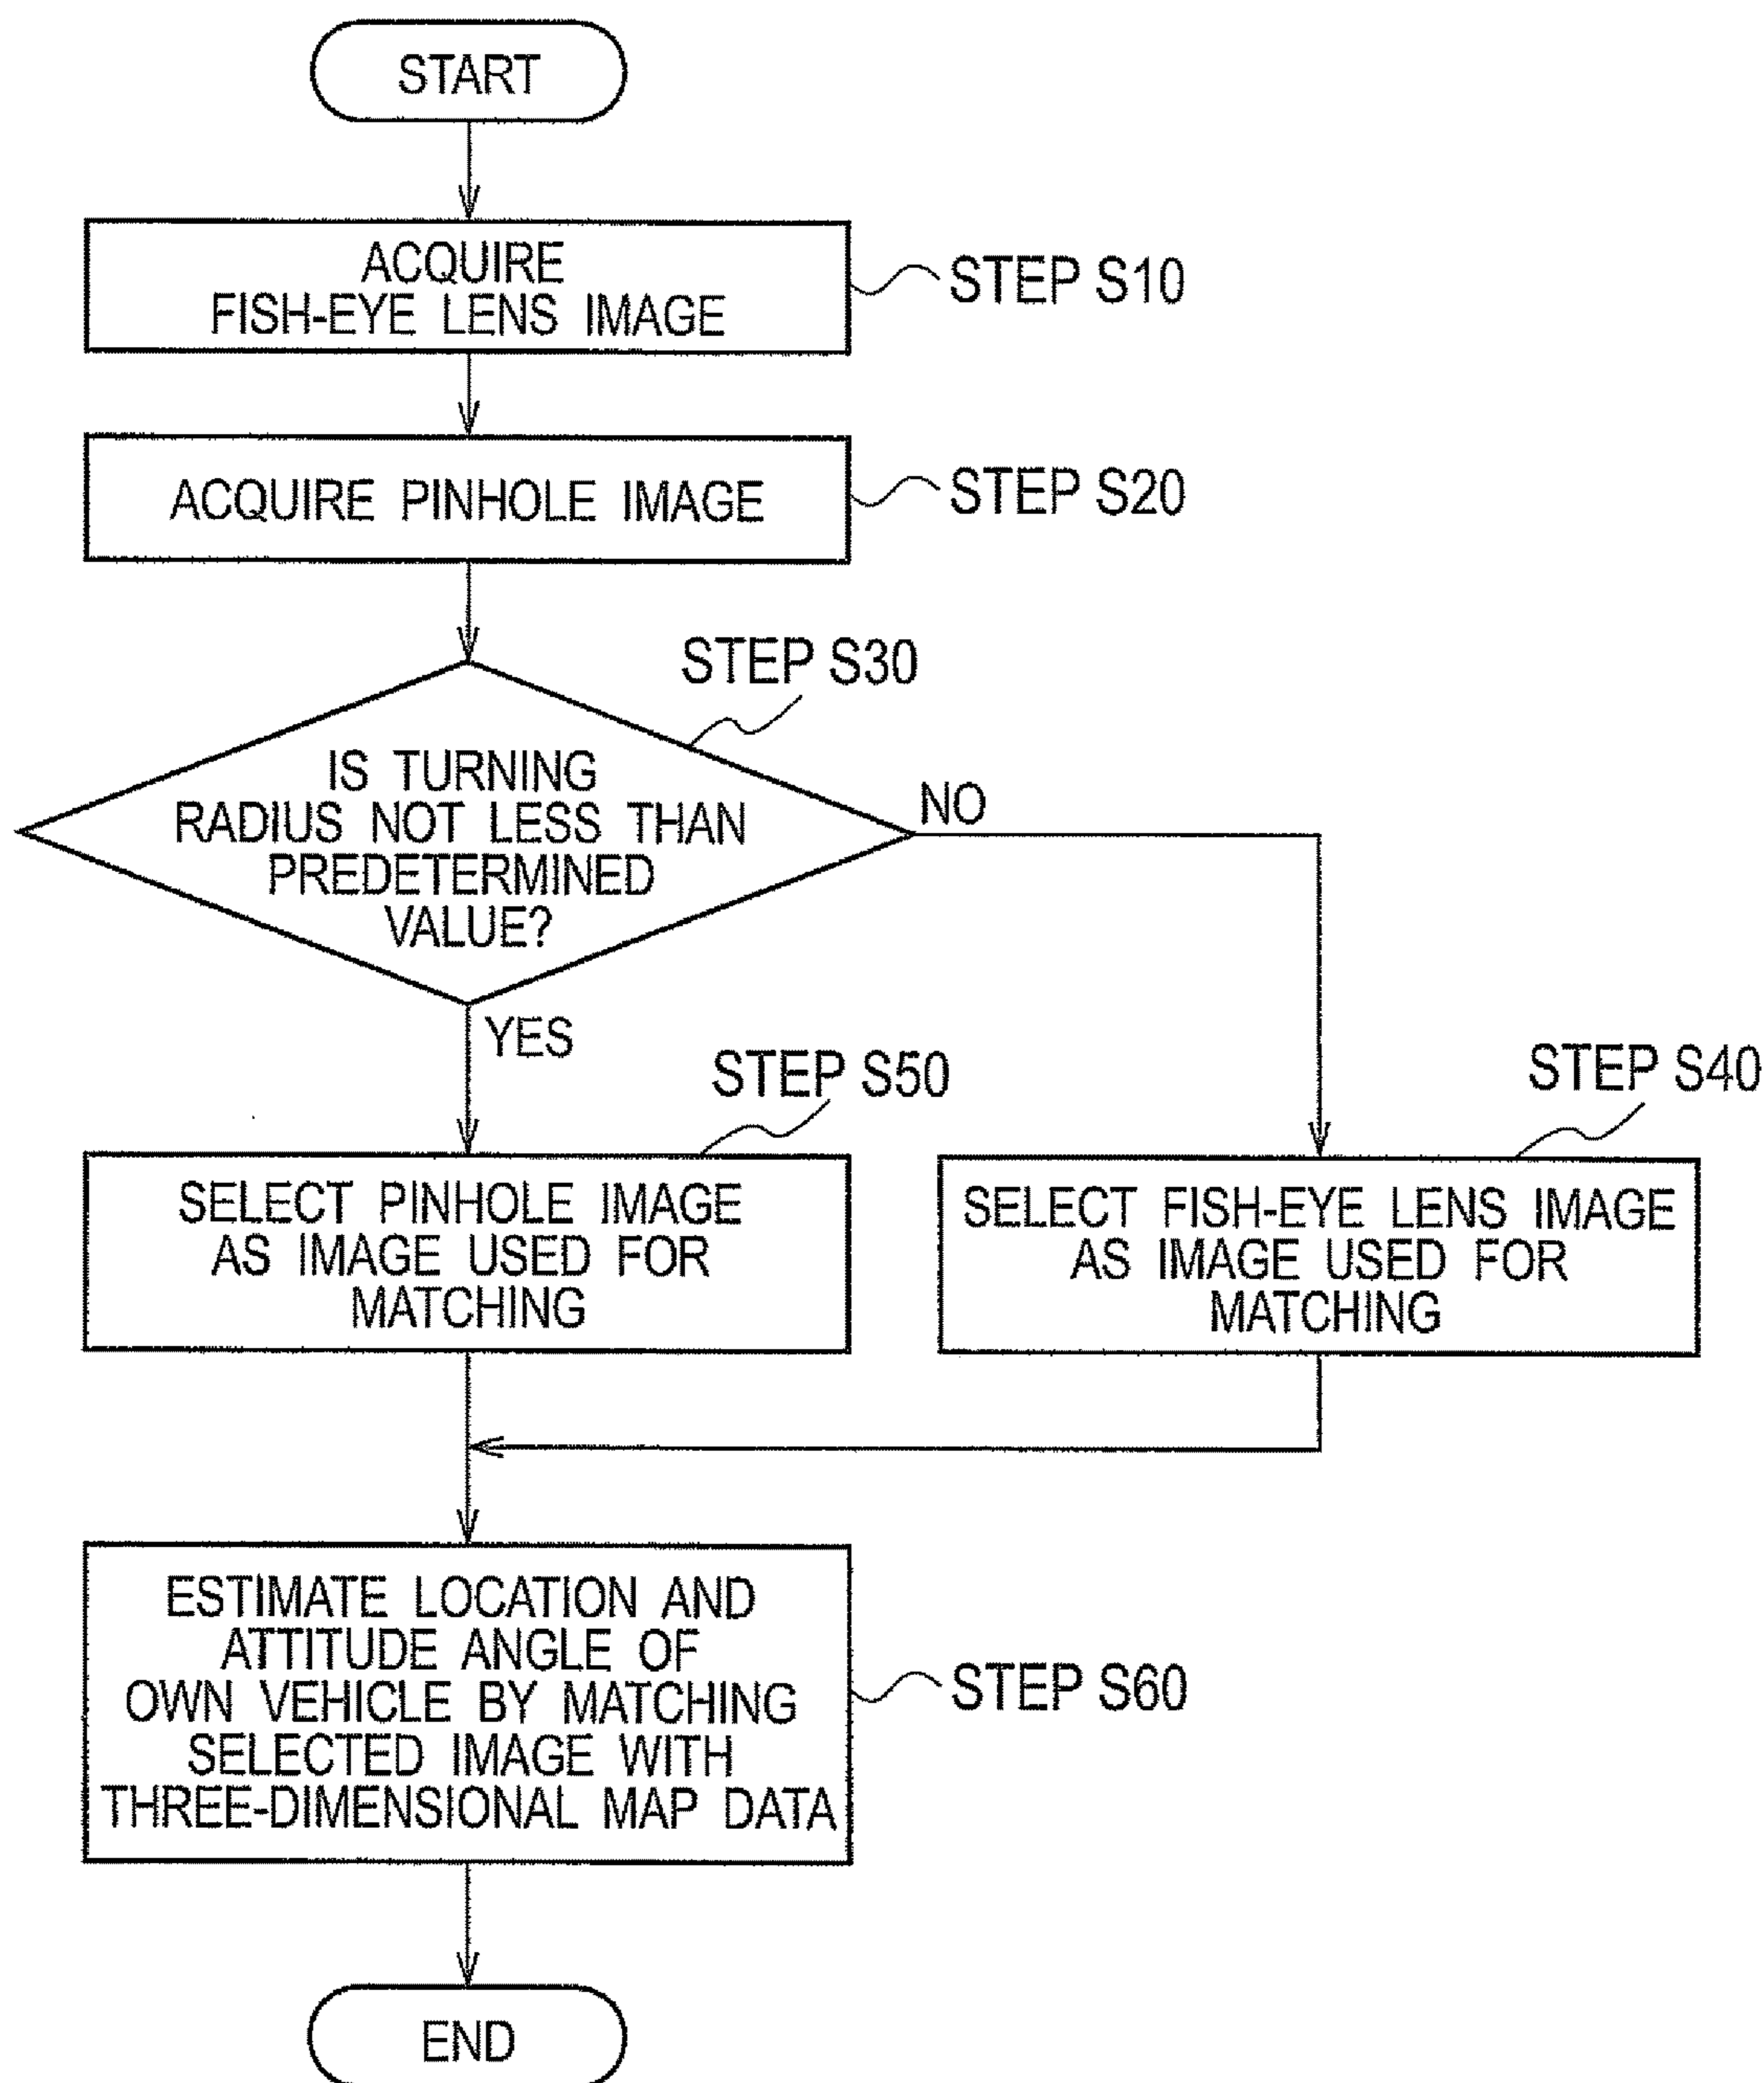 START
ACQUIRE
FISH-EYE LENS IMAGE
STEP S10
ACQUIRE PINHOLE IMAGE
STEP S20
STEP S30
IS TURNING
RADIUS NOT LESS THAN
PREDETERMINED
VALUE?
NO
YES
STEP S50
STEP S40
SELECT PINHOLE IMAGE
AS IMAGE USED FOR
MATCHING
SELECT FISH-EYE LENS IMAGE
AS IMAGE USED FOR
MATCHING
ESTIMATE LOCATION AND
ATTITUDE ANGLE OF
OWN VEHICLE BY MATCHING
SELECTED IMAGE WITH
THREE-DIMENSIONAL MAP DATA
STEP S60
END